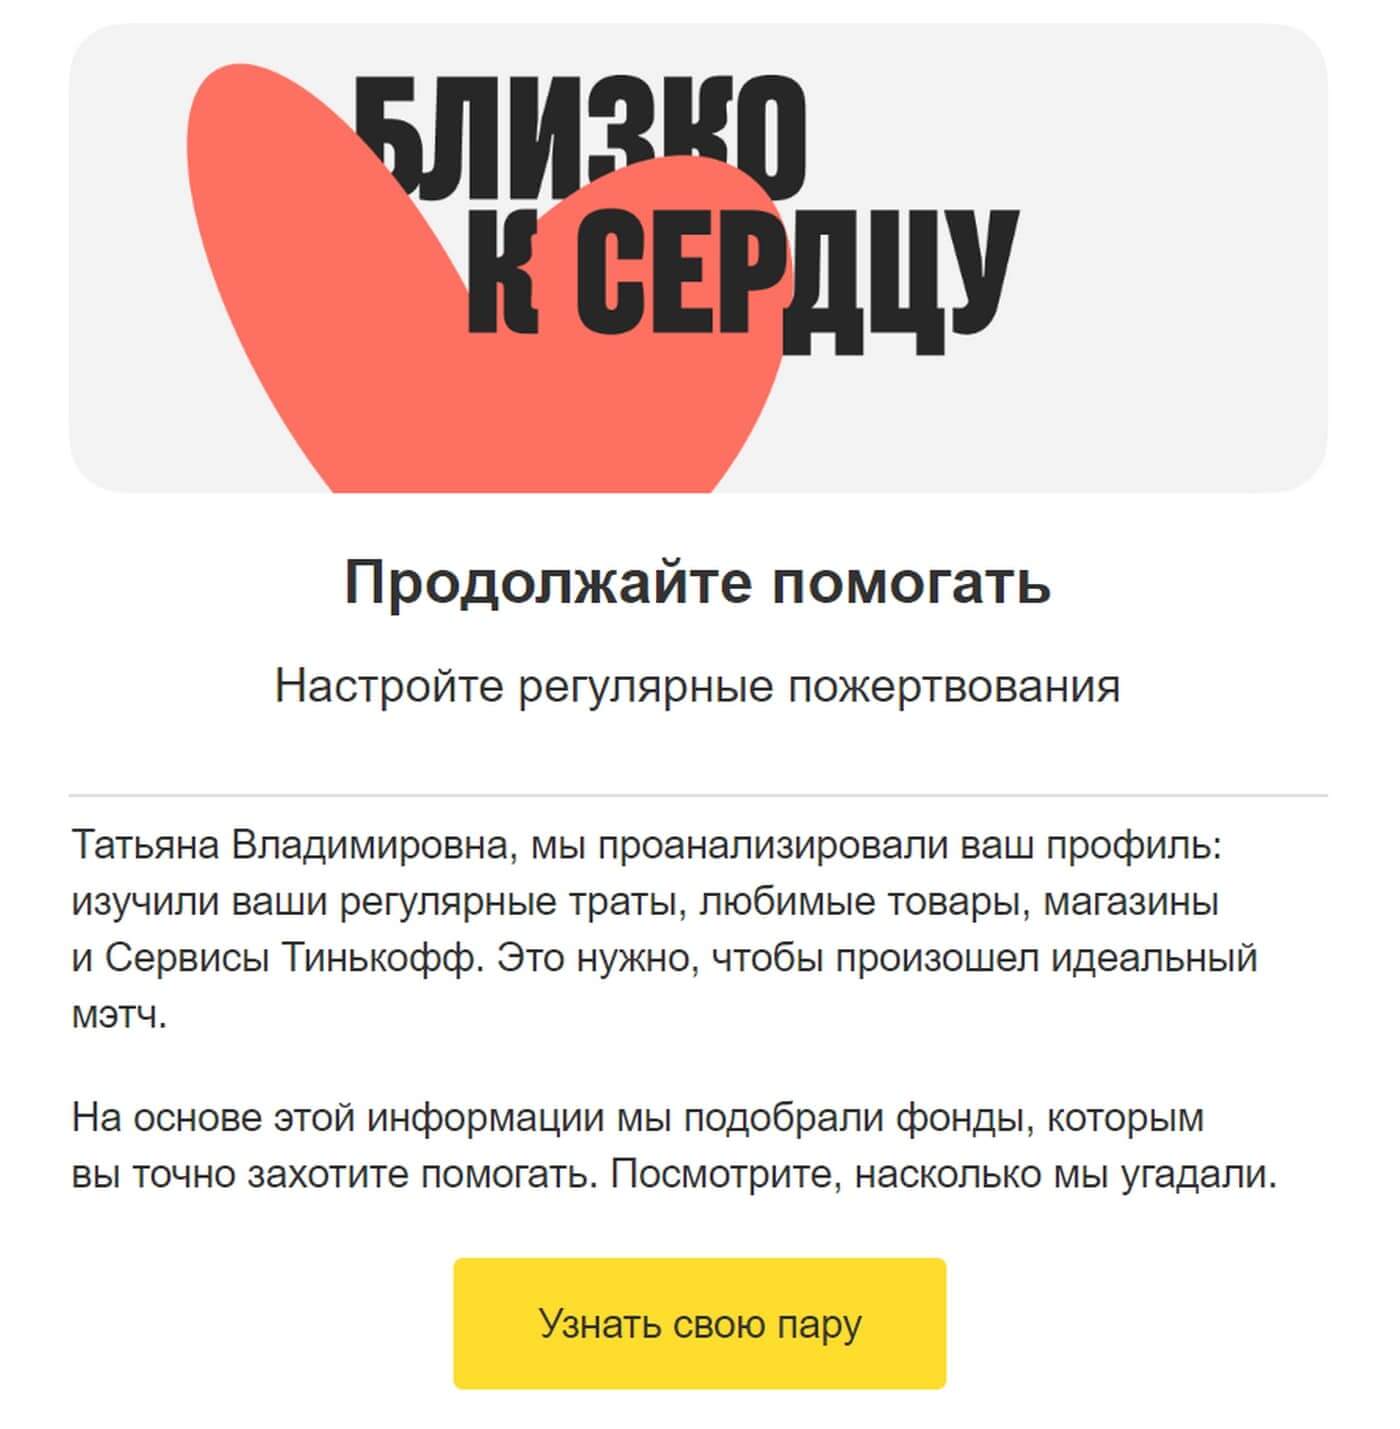 БЛИЗКО
К СЕРДЦУ
Продолжайте помогать
Настройте регулярные пожертвования
Татьяна Владимировна, мы проанализировали ваш профиль:
изучили ваши регулярные траты, любимые товары, магазины
и Сервисы Тинькофф. Это нужно, чтобы произошел идеальный
мэтч.
На основе этой информации мы подобрали фонды, которым
вы точно захотите помогать. Посмотрите, насколько мы угадали.
Узнать свою пару